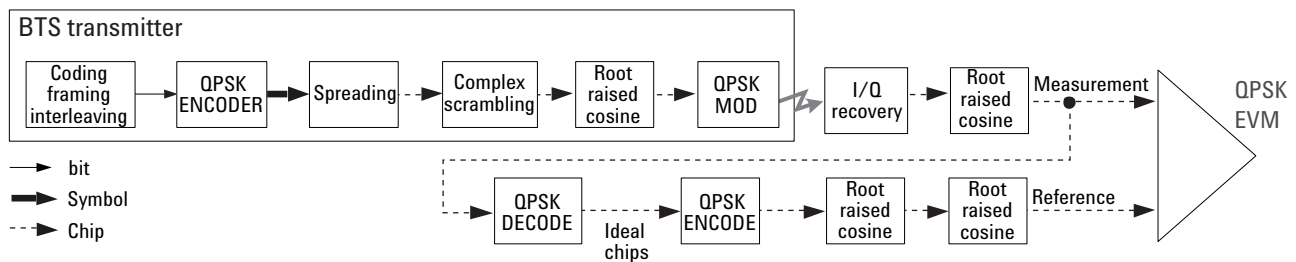 BTS transmitter
Coding
framing
interleaving
QPSK
ENCODER
Spreading
Complex
scrambling
Root
raised
cosine
QPSK
MOD
I/Q
recovery
Root
raised
cosine
Measurement
QPSK
EVM
bit
Symbol
Chip
QPSK
DECODE
Ideal
chips
QPSK
ENCODE
Root
raised
cosine
Root
raised
cosine
Reference